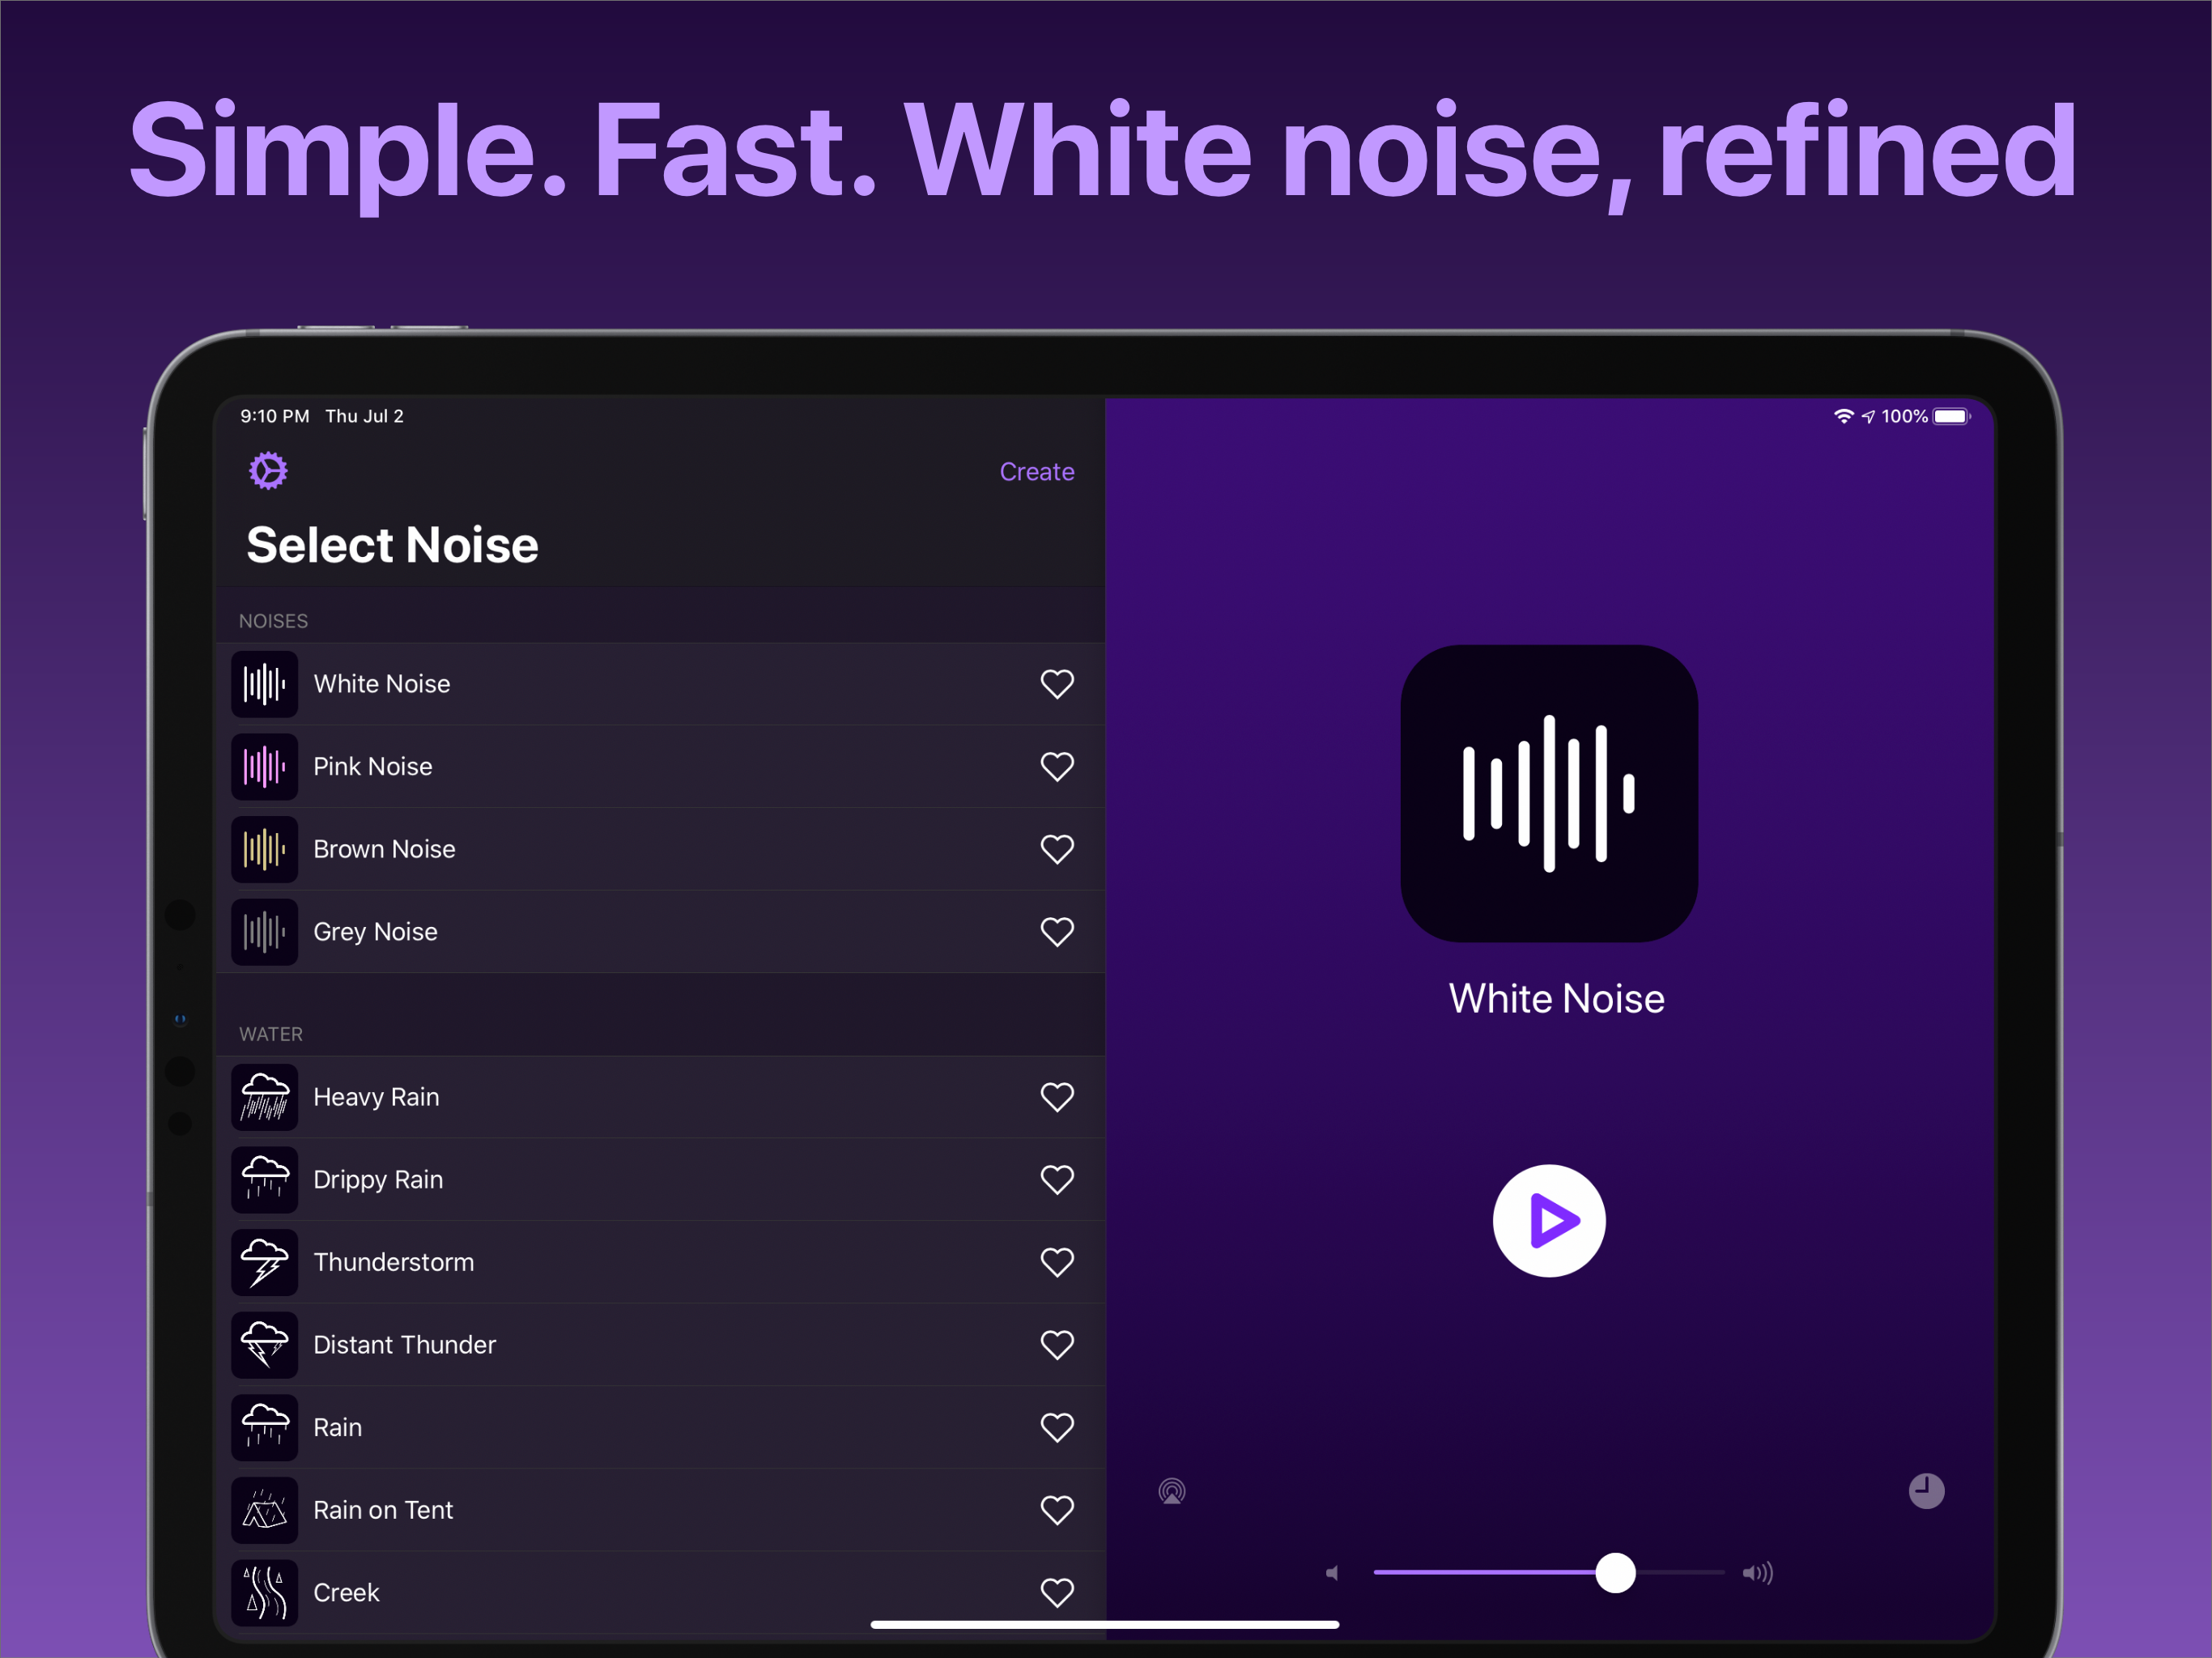 Simple. Fast. White noise, refined
9:10 PM Thu Jul 2
100%
Create
Select Noise
NOISES
White Noise
Pink Noise
Brown Noise
Grey Noise
WATER
Heavy Rain
Drippy Rain
Thunderstorm
Distant Thunder
Rain
Rain on Tent
Creek
White Noise